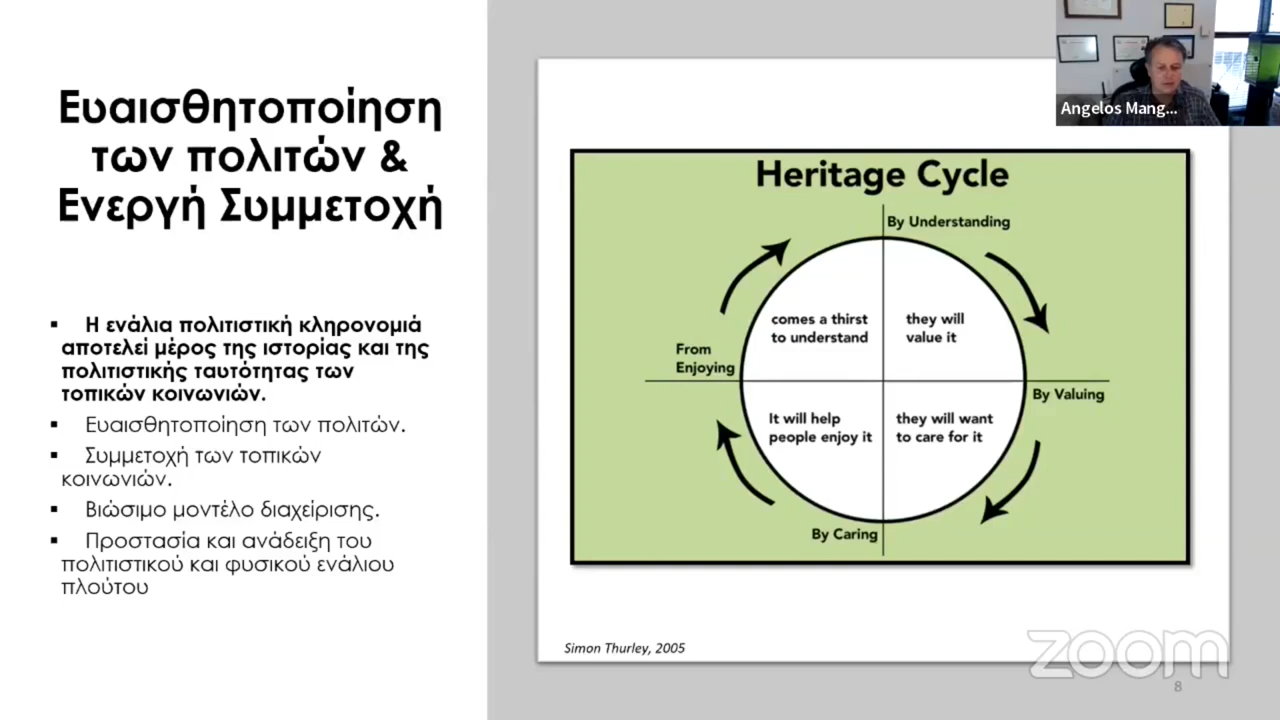 Ευαισθητοποίηση
των πολιτών &
Ενεργή Συμμετοχή
▪ Η ενάλια πολιτιστική κληρονομιά
αποτελεί μέρος της ιστορίας και της
πολιτιστικής ταυτότητας των
τοπικών κοινωνιών.
▪ Ευαισθητοποίηση των πολιτών.
▪ Συμμετοχή των τοπικών
κοινωνιών.
▪ Βιώσιμο μοντέλο διαχείρισης.
▪ Προστασία και ανάδειξη του
πολιτιστικού και φυσικού ενάλιου
πλούτου
Heritage Cycle
By Understanding
comes a thirst
to understand
they will
value it
From
Enjoying
By Valuing
It will help
people enjoy it
they will want
to care for it
By Caring
Simon Thurley, 2005
Angelos Mang...
zoom
8